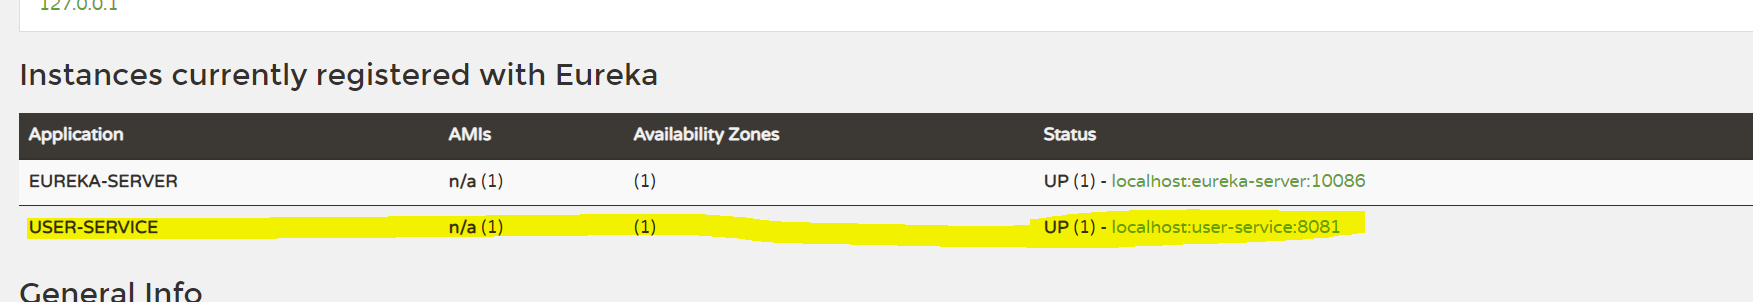 127.0.0.1
Instances currently registered with Eureka
Application AMIs Availability Zones Status
EUREKA-SERVER n/a (1) (1) UP (1) - localhost:eureka-server:10086
USER-SERVICE n/a (1) (1) UP (1) - localhost:user-service:8081
General Info